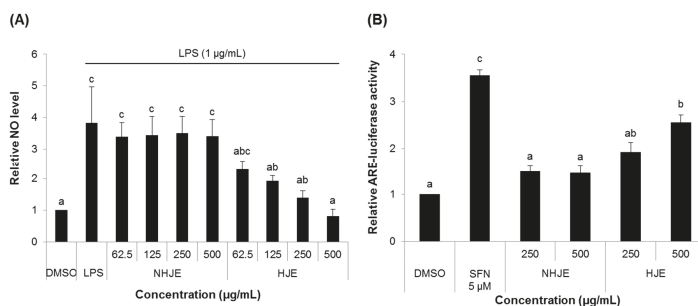 (A)
LPS (1 µg/mL)
Relative NO level
6
5
4
3
2
1
0
a
c
c
c
c
c
abc
ab
ab
a
DMSO
LPS
62.5 125 250 500
NHJE
62.5 125 250 500
HJE
Concentration (µg/mL)
(B)
Relative ARE-luciferase activity
4
3
2
1
0
a
c
a
a
ab
b
DMSO
SFN
5 µM
250 500
NHJE
250 500
HJE
Concentration (µg/mL)